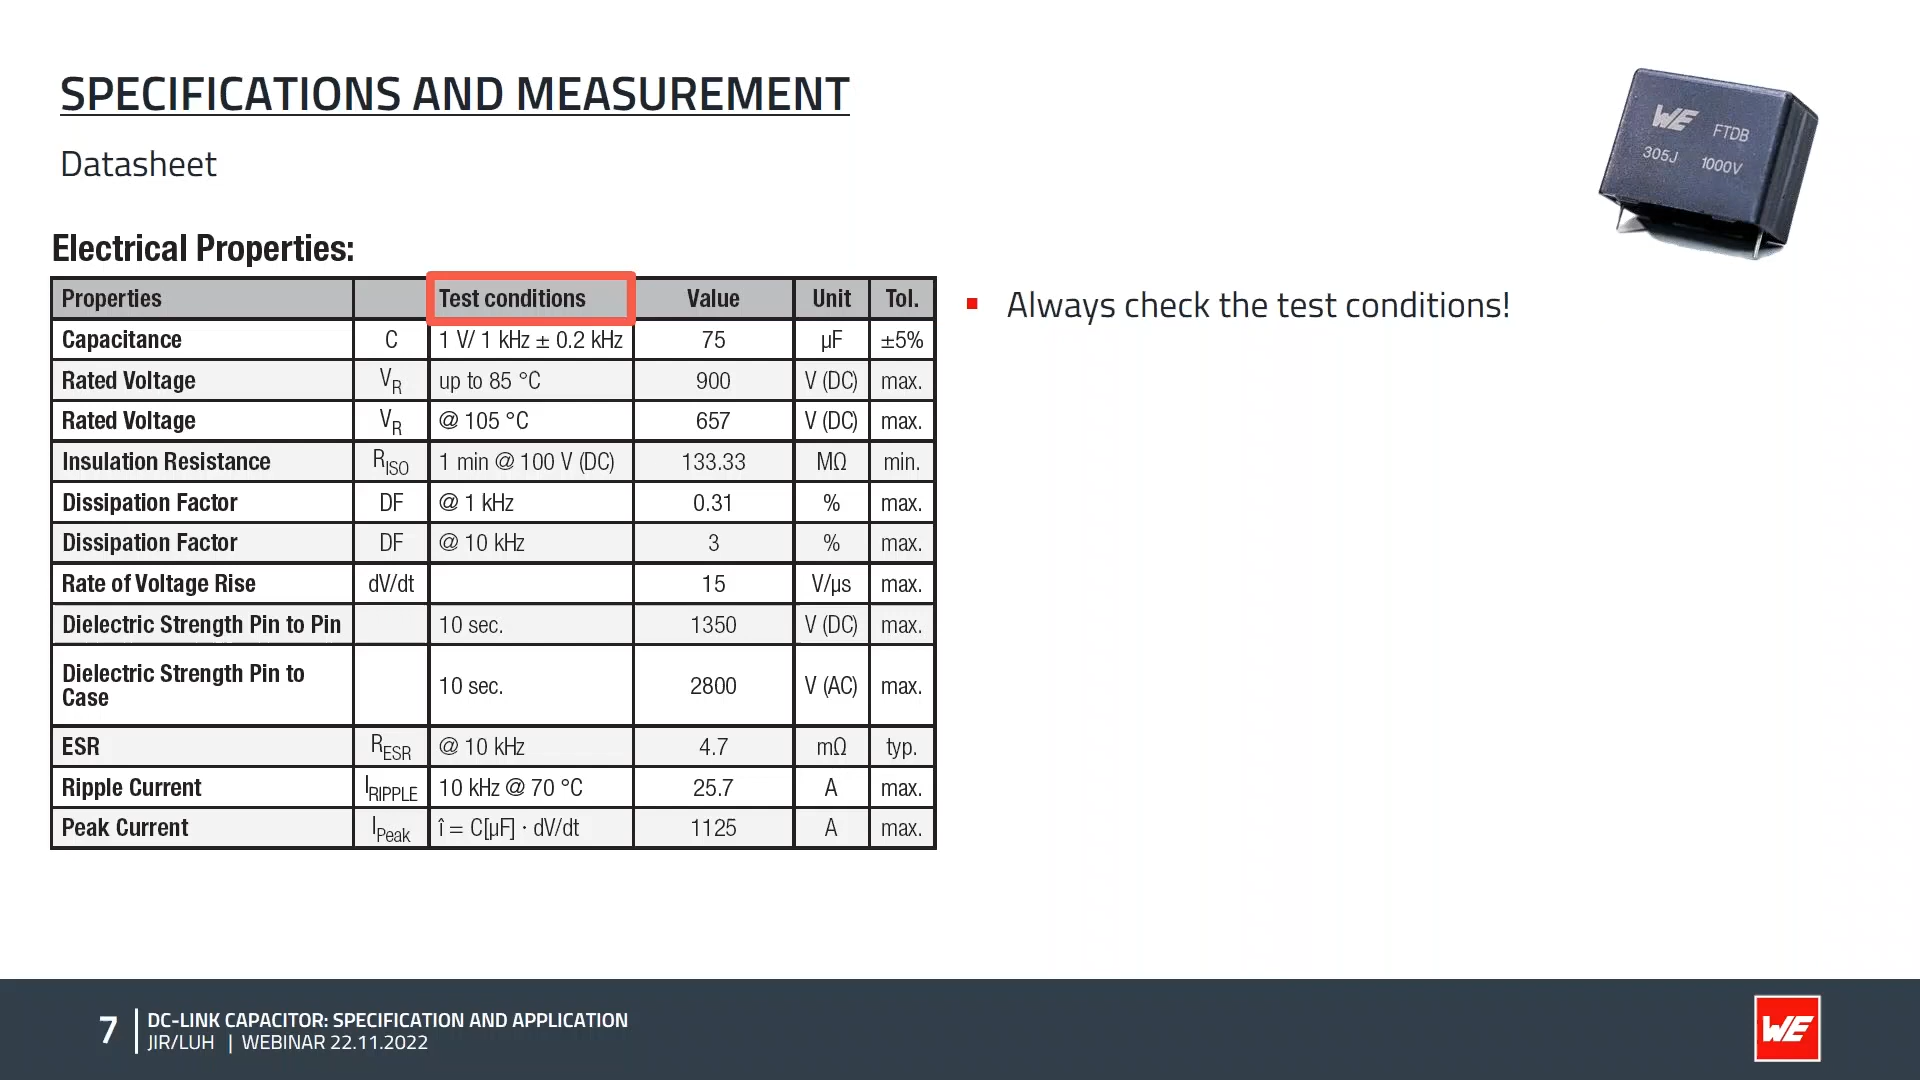 SPECIFICATIONS AND MEASUREMENT
Datasheet
WE FTDB
305J 1000V
Electrical Properties:
Properties Test conditions Value Unit Tol.
Capacitance C 1 V/ 1 kHz ± 0.2 kHz 75 µF ±5%
Rated Voltage VR up to 85 °C 900 V (DC) max.
Rated Voltage VR @ 105 °C 657 V (DC) max.
Insulation Resistance RISO 1 min @ 100 V (DC) 133.33 MΩ min.
Dissipation Factor DF @ 1 kHz 0.31 % max.
Dissipation Factor DF @ 10 kHz 3 % max.
Rate of Voltage Rise dV/dt 15 V/µs max.
Dielectric Strength Pin to Pin 10 sec. 1350 V (DC) max.
Dielectric Strength Pin to
Case 10 sec. 2800 V (AC) max.
ESR RESR @ 10 kHz 4.7 mΩ typ.
Ripple Current IRIPPLE 10 kHz @ 70 °C 25.7 A max.
Peak Current IPeak î = C[µF] · dV/dt 1125 A max.
▪ Always check the test conditions!
7
DC-LINK CAPACITOR: SPECIFICATION AND APPLICATION
JIR/LUH | WEBINAR 22.11.2022
WE